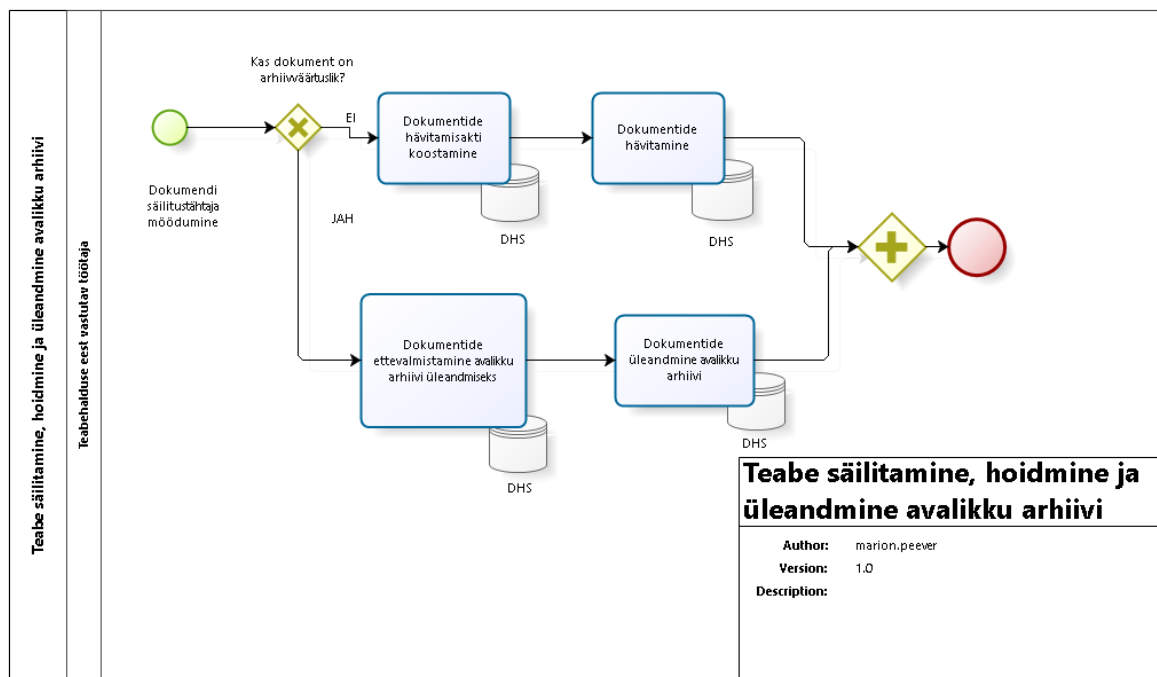 Teabe säilitamine, hoidmine ja üleandmine avalikku arhiivi
Teabehalduse eest vastutav töötaja
Kas dokument on
arhiivväärtuslik?
Dokumendi
säilitustähtaja
möödumine
EI
JAH
Dokumentide
hävitamisakti
koostamine
DHS
Dokumentide
hävitamine
DHS
Dokumentide
ettevalmistamine avalikku
arhiivi üleandmiseks
DHS
Dokumentide
üleandmine avalikku
arhiivi
DHS
Teabe säilitamine, hoidmine ja
üleandmine avalikku arhiivi
Author: marion.peever
Version: 1.0
Description: